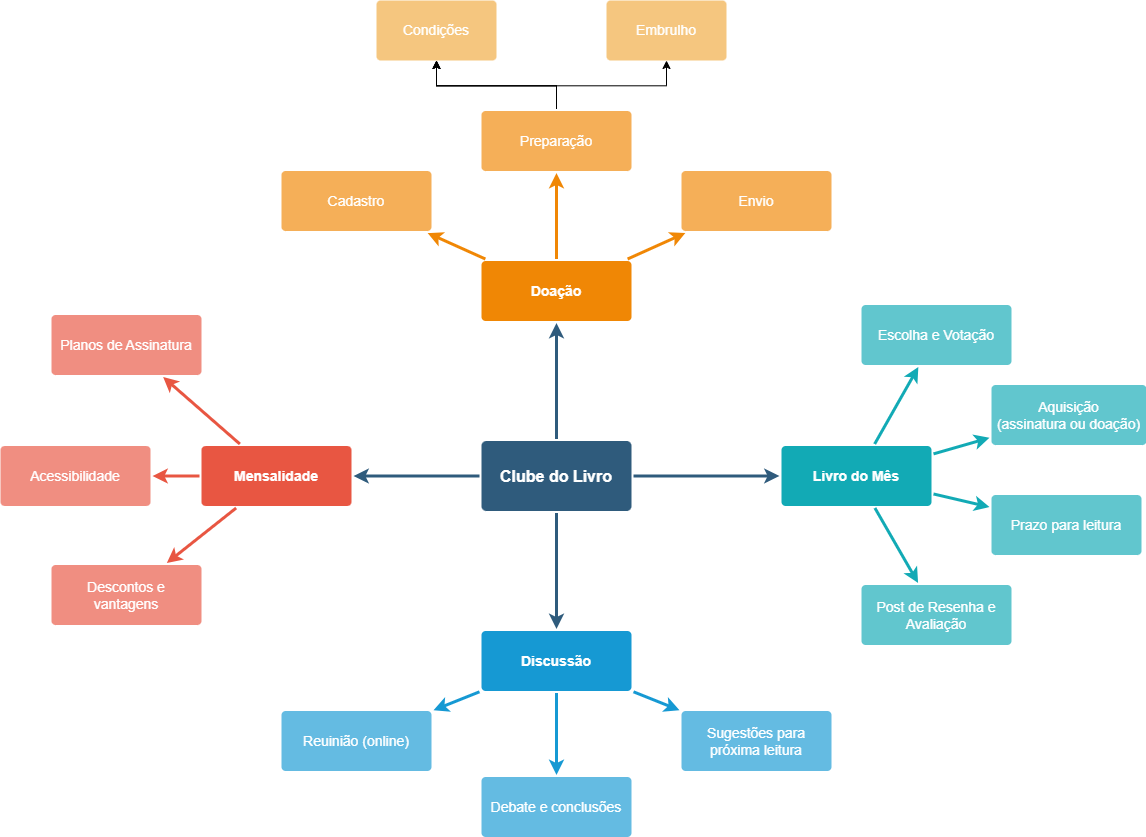 Condições
Embrulho
Preparação
Cadastro
Envio
Doação
Planos de Assinatura
Escolha e Votação
Aquisição
(assinatura ou doação)
Acessibilidade
Mensalidade
Clube do Livro
Livro do Mês
Prazo para leitura
Descontos e
vantagens
Post de Resenha e
Avaliação
Discussão
Reuinião (online)
Sugestões para
próxima leitura
Debate e conclusões